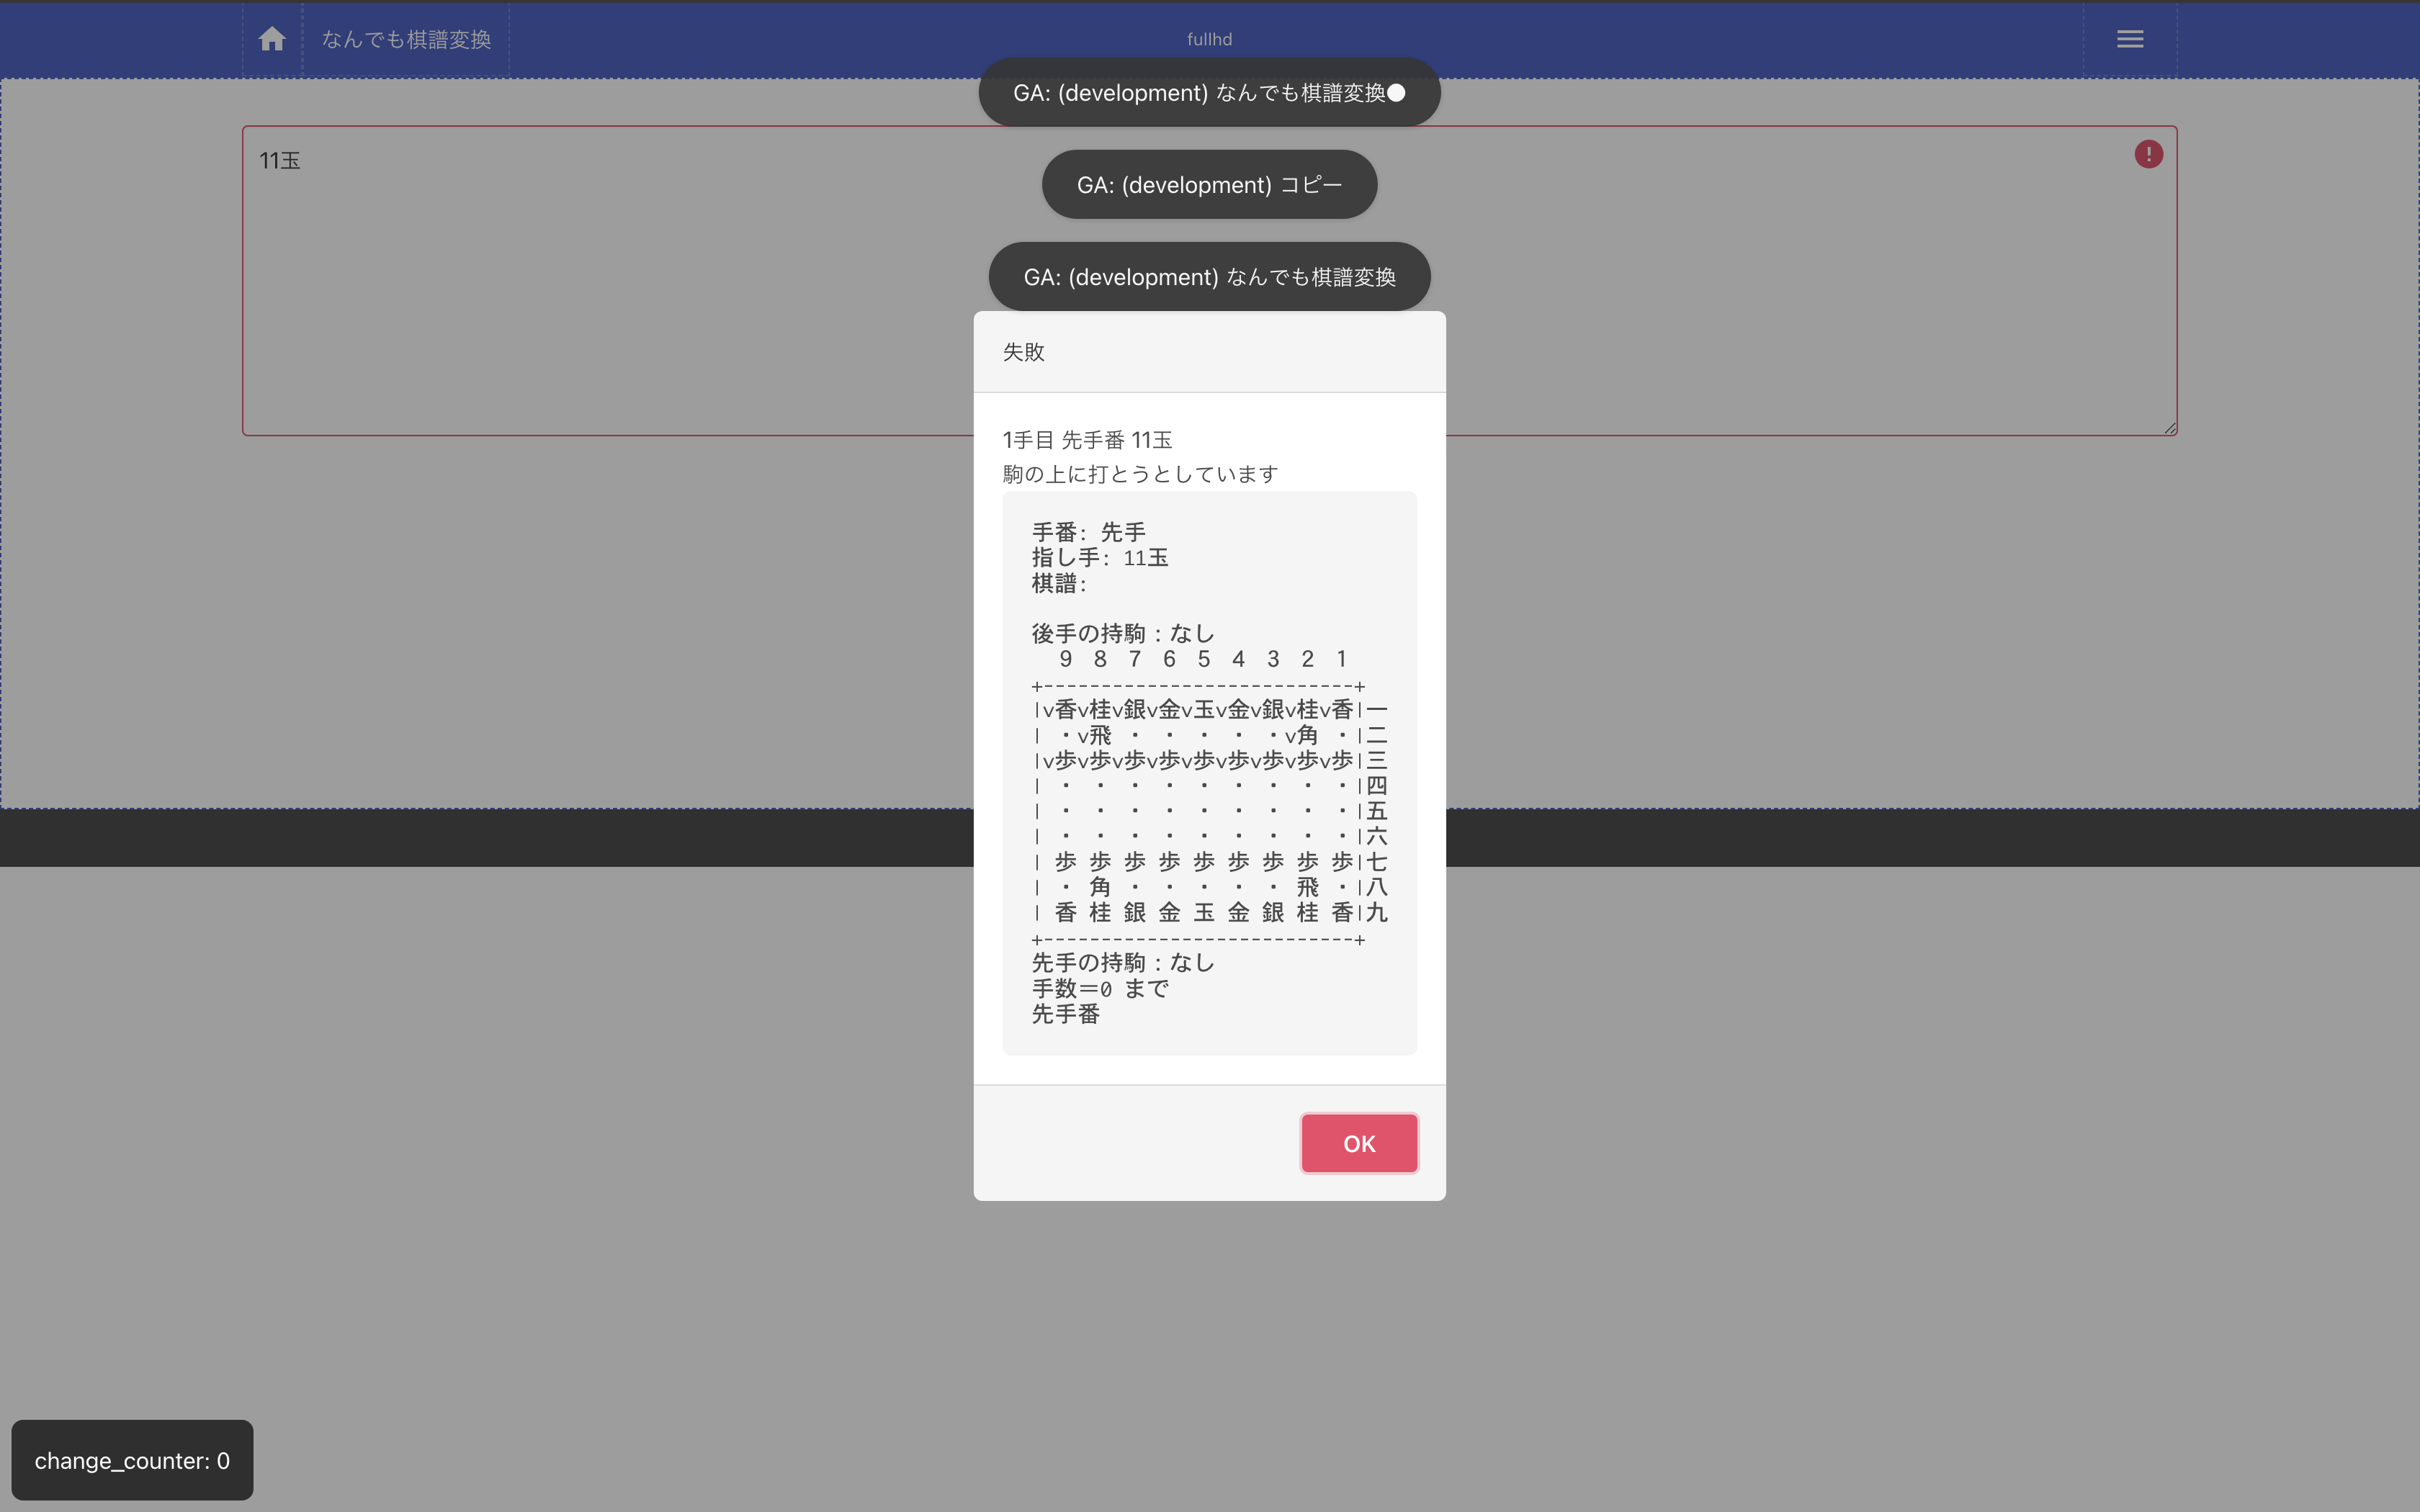 なんでも棋譜変換
fullhd
GA: (development) なんでも棋譜変換●
GA: (development) コピー
GA: (development) なんでも棋譜変換
11玉
失敗
1手目 先手番 11玉
駒の上に打とうとしています
手番: 先手
指し手: 11玉
棋譜:
後手の持駒：なし
  9 8 7 6 5 4 3 2 1
+---------------------------+
|v香v桂v銀v金v玉v金v銀v桂v香|一
| ・v飛 ・ ・ ・ ・ ・v角 ・|二
|v歩v歩v歩v歩v歩v歩v歩v歩v歩|三
| ・ ・ ・ ・ ・ ・ ・ ・ ・|四
| ・ ・ ・ ・ ・ ・ ・ ・ ・|五
| ・ ・ ・ ・ ・ ・ ・ ・ ・|六
| 歩 歩 歩 歩 歩 歩 歩 歩 歩|七
| ・ 角 ・ ・ ・ ・ ・ 飛 ・|八
| 香 桂 銀 金 玉 金 銀 桂 香|九
+---------------------------+
先手の持駒：なし
手数＝0 まで
先手番
OK
change_counter: 0